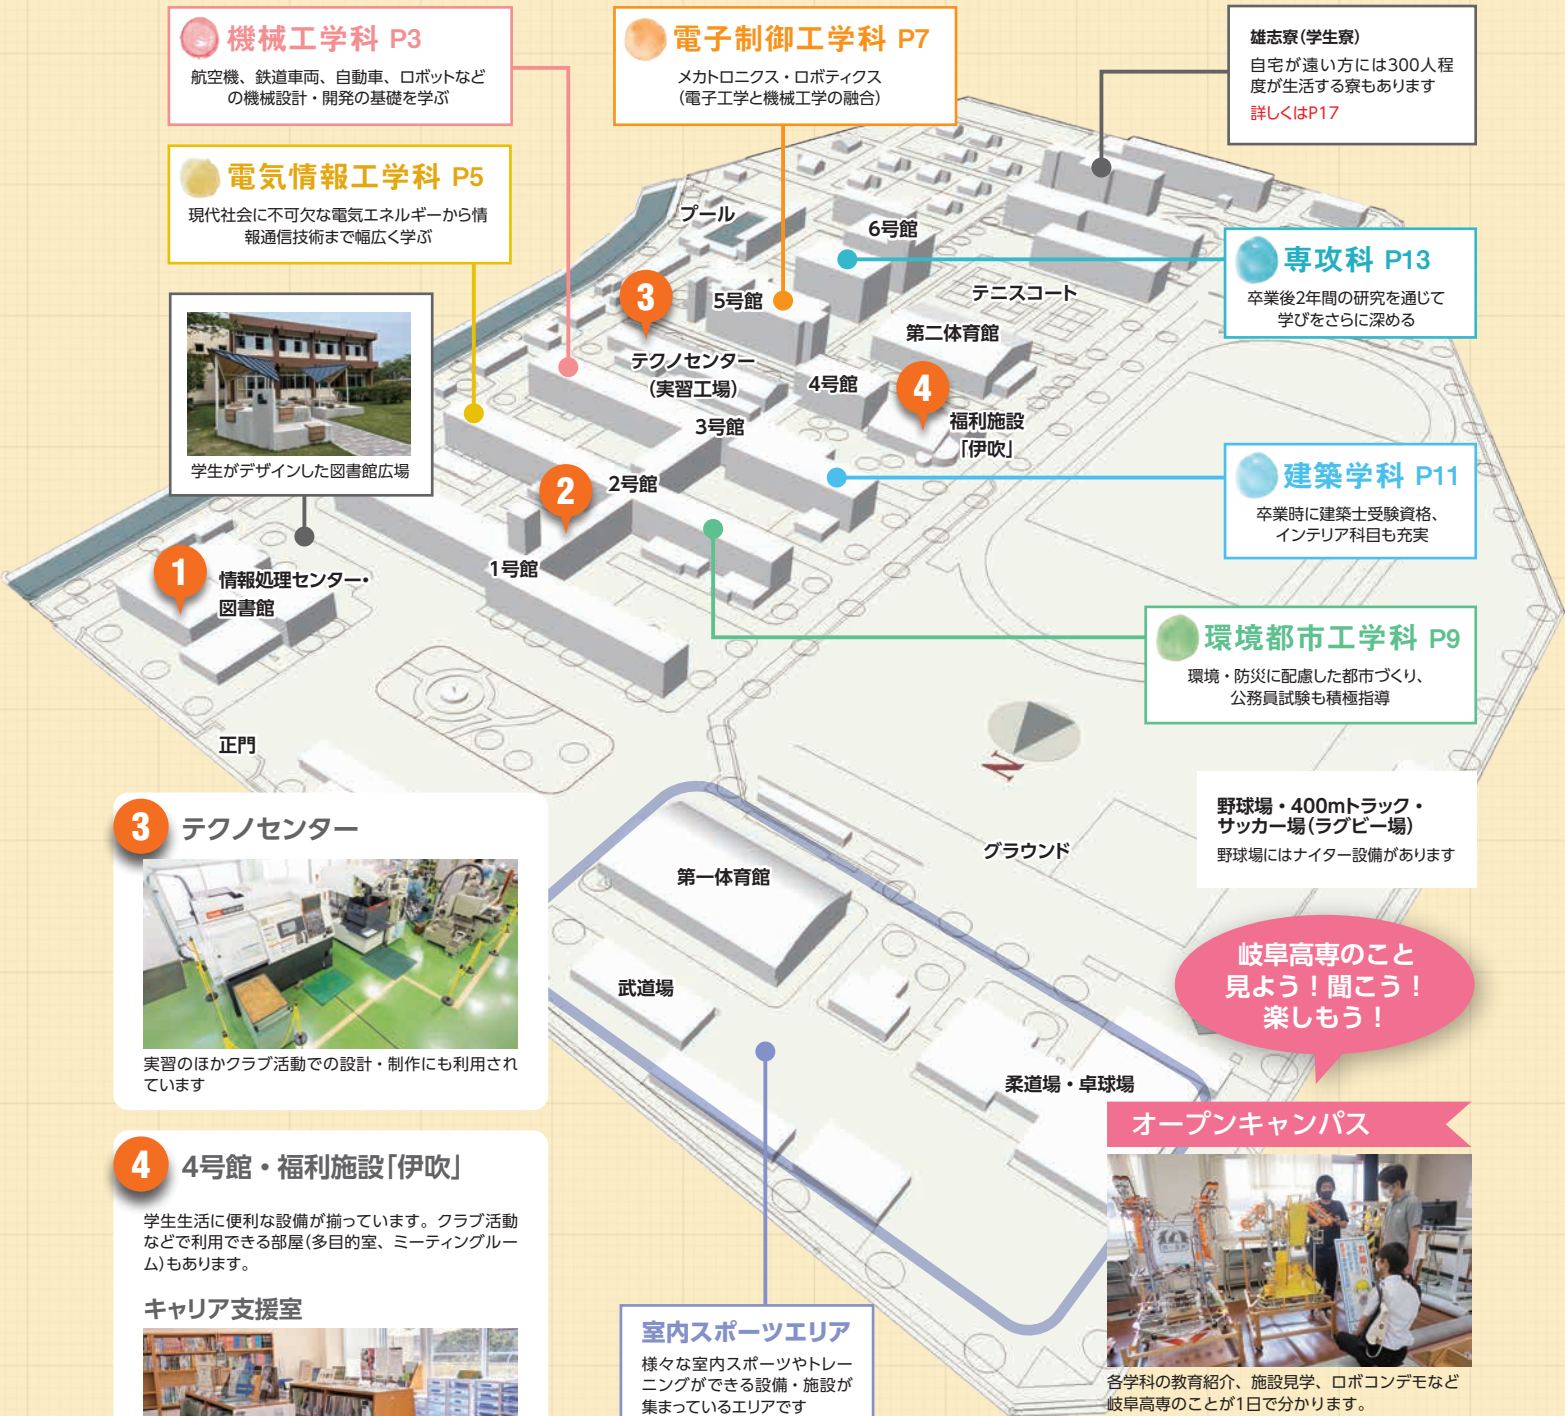 機械工学科 P3
航空機、鉄道車両、自動車、ロボットなど
の機械設計・開発の基礎を学ぶ
電子制御工学科 P7
メカトロニクス・ロボティクス
（電子工学と機械工学の融合）
雄志寮（学生寮）
自宅が遠い方には300人程
度が生活する寮もあります
詳しくはP17
電気情報工学科 P5
現代社会に不可欠な電気エネルギーから情
報通信技術まで幅広く学ぶ
専攻科 P13
卒業後2年間の研究を通じて
学びをさらに深める
学生がデザインした図書館広場
プール
6号館
3
5号館
テニスコート
第二体育館
テクノセンター
（実習工場）
4号館
4
福利施設
「伊吹」
3号館
2
2号館
1号館
1
情報処理センター・
図書館
建築学科 P11
卒業時に建築士受験資格、
インテリア科目も充実
環境都市工学科 P9
環境・防災に配慮した都市づくり、
公務員試験も積極指導
正門
N
グラウンド
野球場・400mトラック・
サッカー場（ラグビー場）
野球場にはナイター設備があります
第一体育館
武道場
柔道場・卓球場
3 テクノセンター
実習のほかクラブ活動での設計・制作にも利用され
ています
4 4号館・福利施設「伊吹」
学生生活に便利な設備が揃っています。クラブ活動
などで利用できる部屋（多目的室、ミーティングルー
ム）もあります。
キャリア支援室
室内スポーツエリア
様々な室内スポーツやトレー
ニングができる設備・施設が
集まっているエリアです
岐阜高専のこと
見よう！聞こう！
楽しもう！
オープンキャンパス
各学科の教育紹介、施設見学、ロボコンデモなど
岐阜高専のことが1日で分かります。